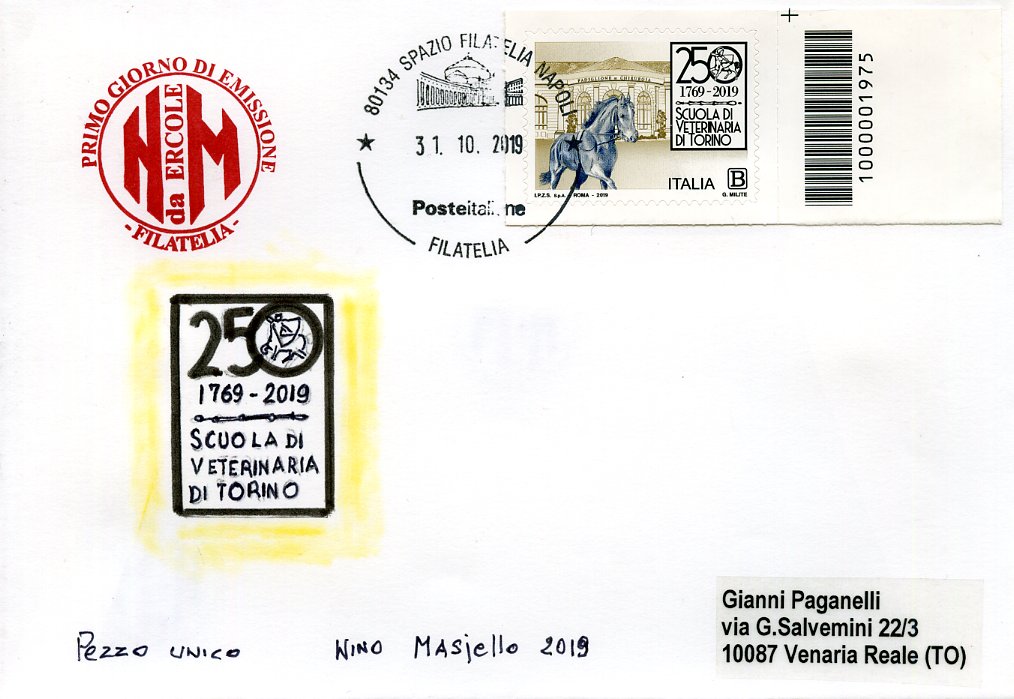 PRIMO GIORNO DI EMISSIONE
NM
da ERCOLE
- FILATELIA -
80134 SPAZIO FILATELIA NAPOLI
31. 10. 2019
Posteitaliane
FILATELIA
PADIGLIONE CHIRURGIA
250
1769-2019
SCUOLA DI
VETERINARIA
DI TORINO
ITALIA B
I.P.Z.S. S.p.A. - ROMA - 2019
G. MILITE
1000001975
250
1769-2019
SCUOLA DI
VETERINARIA
DI TORINO
Gianni Paganelli
via G.Salvemini 22/3
10087 Venaria Reale (TO)
Pezzo unico Nino Masjello 2019